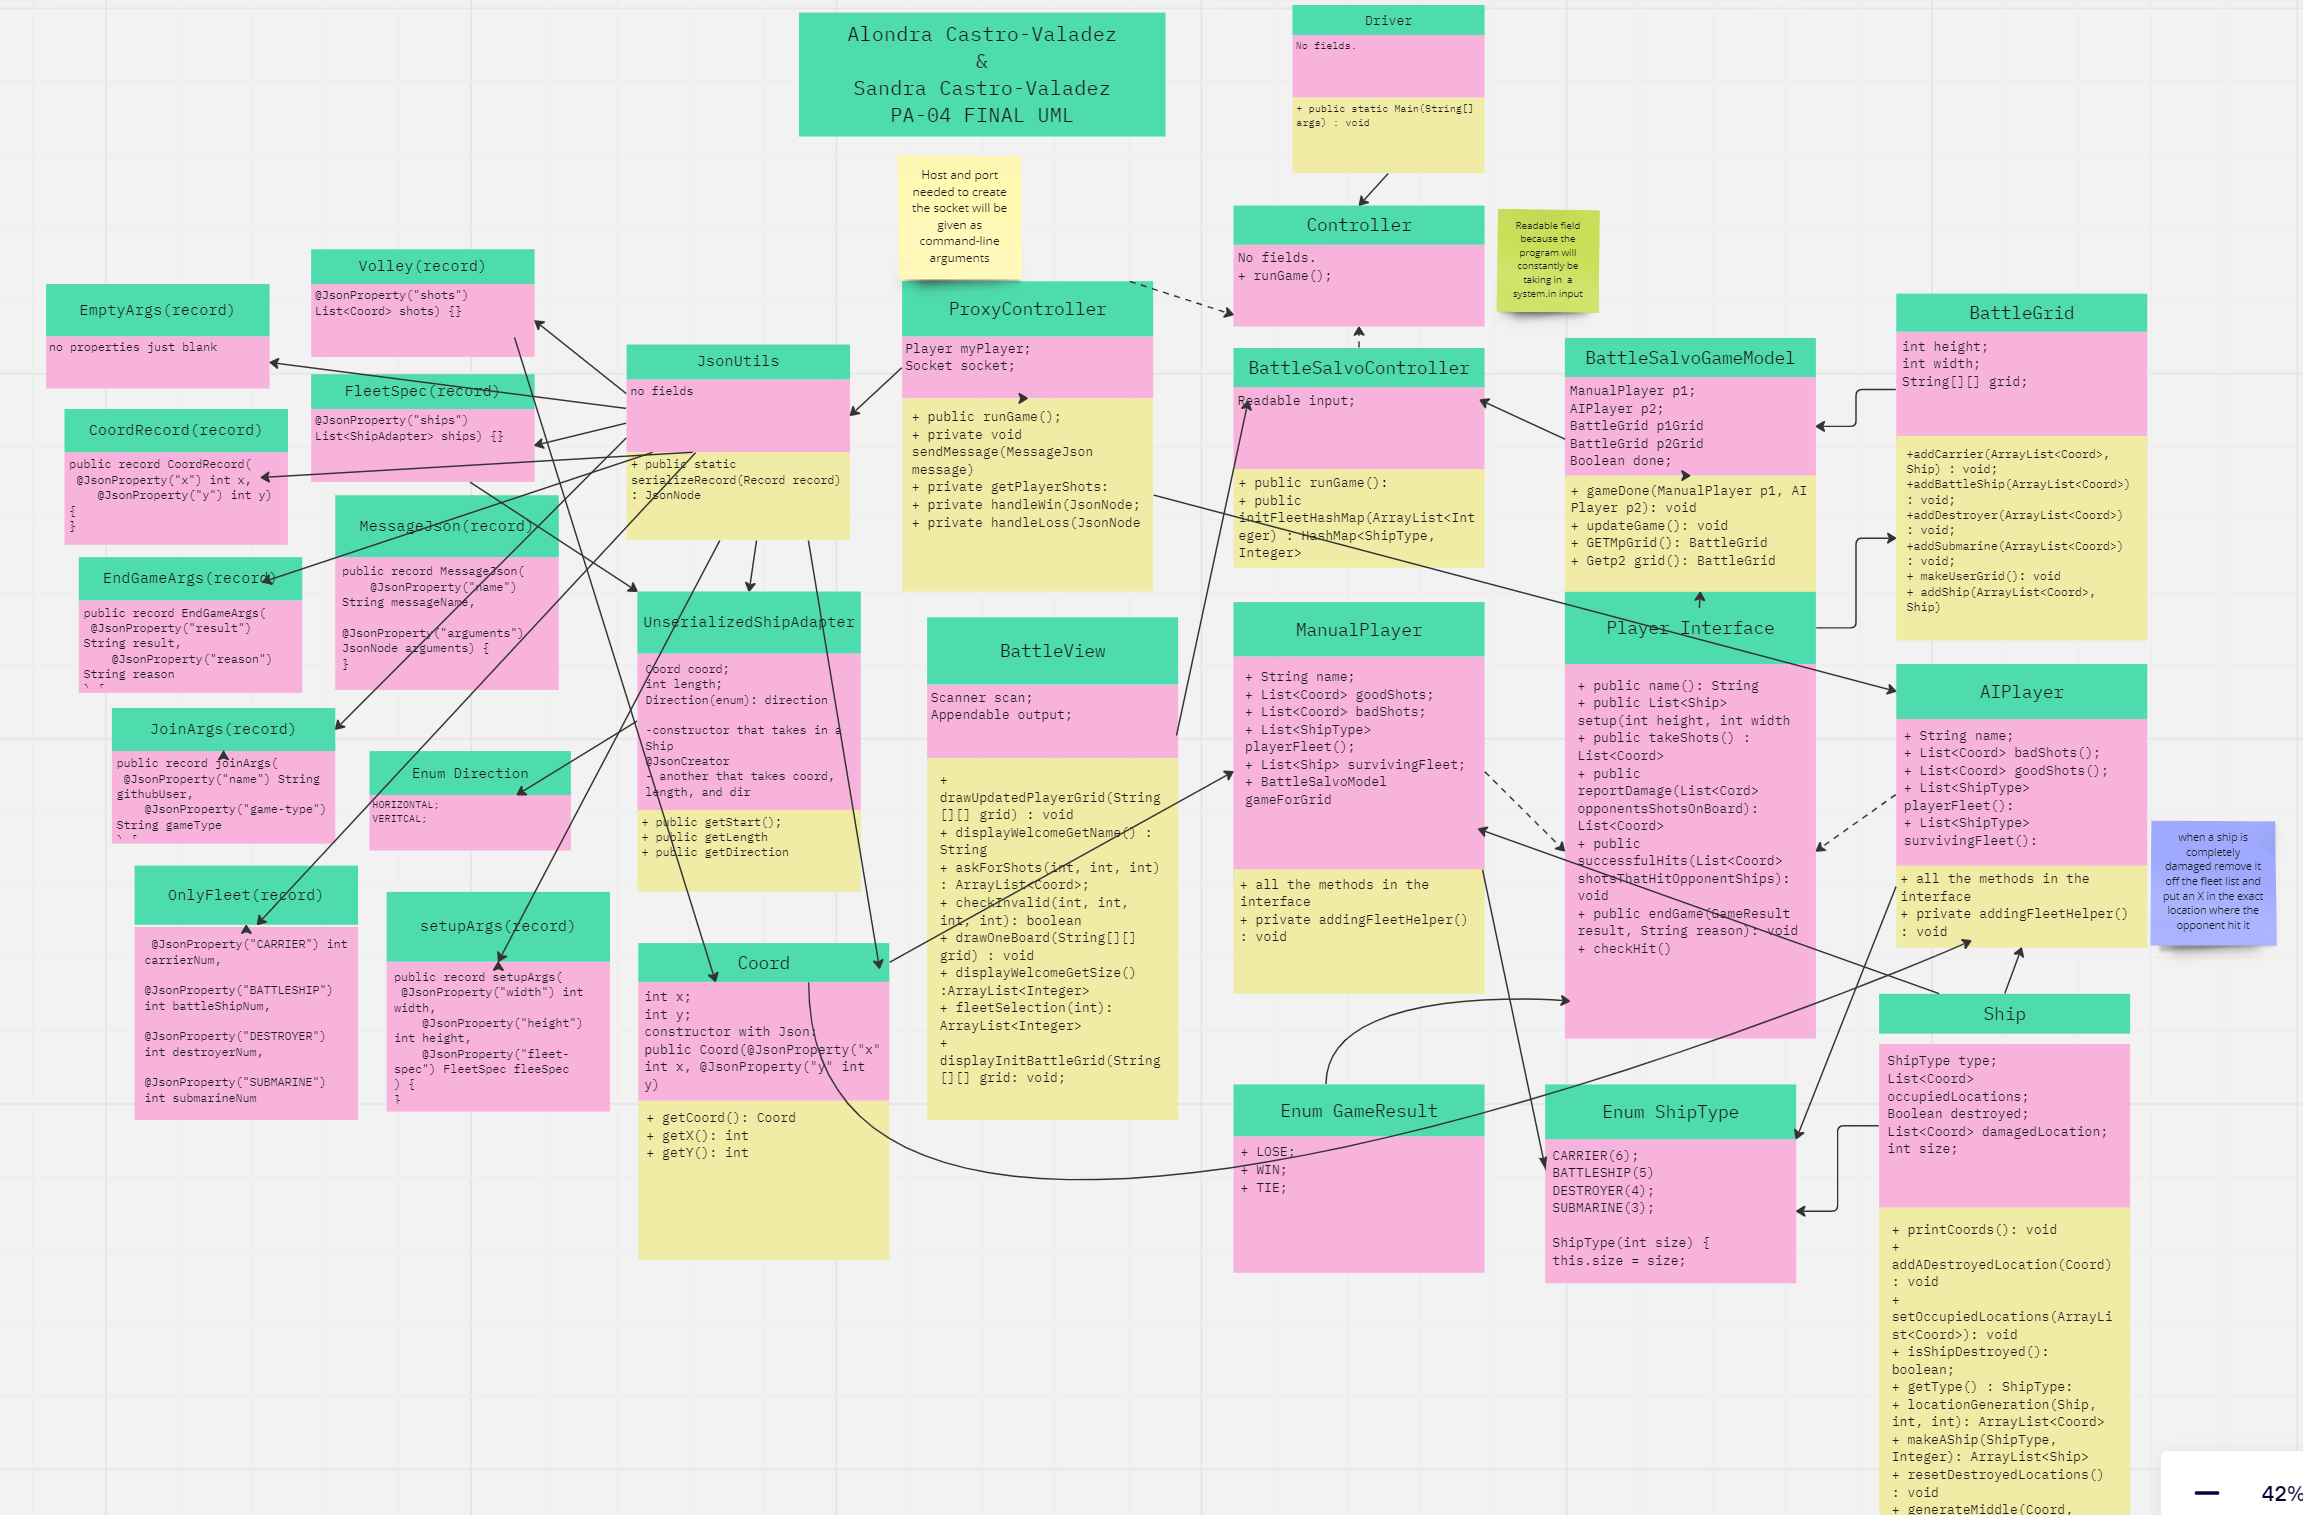 Alondra Castro-Valadez
&
Sandra Castro-Valadez
PA-04 FINAL UML
Driver
No fields.
+ public static Main(String[]
args) : void
Host and port
needed to create
the socket will be
given as
command-line
arguments
Controller
No fields.
+ runGame();
Readable field
because the
program will
constantly be
taking in a
system.in input
Volley(record)
@JsonProperty("shots")
List<Coord> shots) {}
EmptyArgs(record)
no properties just blank
FleetSpec(record)
@JsonProperty("ships")
List<ShipAdapter> ships) {}
CoordRecord(record)
public record CoordRecord(
@JsonProperty("x") int x,
@JsonProperty("y") int y)
{
}
JsonUtils
no fields
+ public static
serializeRecord(Record record)
: JsonNode
ProxyController
Player myPlayer;
Socket socket;
+ public runGame();
+ private void
sendMessage(MessageJson
message)
+ private getPlayerShots:
+ private handleWin(JsonNode;
+ private handleLoss(JsonNode
BattleSalvoController
Readable input;
+ public runGame():
+ public
initFleetHashMap(ArrayList<Int
eger) : HashMap<ShipType,
Integer>
BattleSalvoGameModel
ManualPlayer p1;
AIPlayer p2;
BattleGrid p1Grid
BattleGrid p2Grid
Boolean done;
+ gameDone(ManualPlayer p1, AI
Player p2): void
+ updateGame(): void
+ GETMpGrid(): BattleGrid
+ Getp2 grid(): BattleGrid
BattleGrid
int height;
int width;
String[][] grid;
+addCarrier(ArrayList<Coord>,
Ship) : void;
+addBattleShip(ArrayList<Coord>)
: void;
+addDestroyer(ArrayList<Coord>)
: void;
+addSubmarine(ArrayList<Coord>)
: void;
+ makeUserGrid(): void
+ addShip(ArrayList<Coord>,
Ship)
MessageJson(record)
public record MessageJson(
@JsonProperty("name")
String messageName,
@JsonProperty("arguments")
JsonNode arguments) {
}
EndGameArgs(record)
public record EndGameArgs(
@JsonProperty("result")
String result,
@JsonProperty("reason")
String reason
) {
JoinArgs(record)
public record joinArgs(
@JsonProperty("name") String
githubUser,
@JsonProperty("game-type")
String gameType
) {
Enum Direction
HORIZONTAL;
VERITCAL;
UnserializedShipAdapter
Coord coord;
int length;
Direction(enum): direction
-constructor that takes in a
Ship
@JsonCreator
- another that takes coord,
length, and dir
+ public getStart();
+ public getLength
+ public getDirection
BattleView
Scanner scan;
Appendable output;
+
drawUpdatedPlayerGrid(String
[][] grid) : void
+ displayWelcomeGetName() :
String
+ askForShots(int, int, int)
: ArrayList<Coord>;
+ checkInvalid(int, int,
int, int): boolean
+ drawOneBoard(String[][]
grid) : void
+ displayWelcomeGetSize()
:ArrayList<Integer>
+ fleetSelection(int):
ArrayList<Integer>
+
displayInitBattleGrid(String
[][] grid: void;
ManualPlayer
+ String name;
+ List<Coord> goodShots;
+ List<Coord> badShots;
+ List<ShipType>
playerFleet();
+ List<Ship> survivingFleet;
+ BattleSalvoModel
gameForGrid
+ all the methods in the
interface
+ private addingFleetHelper()
: void
Player Interface
+ public name(): String
+ public List<Ship>
setup(int height, int width
+ public takeShots() :
List<Coord>
+ public
reportDamage(List<Cord>
opponentsShotsOnBoard):
List<Coord>
+ public
successfulHits(List<Coord>
shotsThatHitOpponentShips):
void
+ public endGame(GameResult
result, String reason): void
+ checkHit()
AIPlayer
+ String name;
+ List<Coord> badShots();
+ List<Coord> goodShots();
+ List<ShipType>
playerFleet():
+ List<ShipType>
survivingFleet():
+ all the methods in the
interface
+ private addingFleetHelper()
: void
when a ship is
completely
damaged remove it
off the fleet list and
put an X in the exact
location where the
opponent hit it
OnlyFleet(record)
@JsonProperty("CARRIER") int
carrierNum,
@JsonProperty("BATTLESHIP")
int battleShipNum,
@JsonProperty("DESTROYER")
int destroyerNum,
@JsonProperty("SUBMARINE")
int submarineNum
setupArgs(record)
public record setupArgs(
@JsonProperty("width") int
width,
@JsonProperty("height")
int height,
@JsonProperty("fleet-
spec") FleetSpec fleeSpec
) {
}
Coord
int x;
int y;
constructor with Json:
public Coord(@JsonProperty("x"
int x, @JsonProperty("y" int
y)
+ getCoord(): Coord
+ getX(): int
+ getY(): int
Enum GameResult
+ LOSE;
+ WIN;
+ TIE;
Enum ShipType
CARRIER(6);
BATTLESHIP(5)
DESTROYER(4);
SUBMARINE(3);
ShipType(int size) {
this.size = size;
Ship
ShipType type;
List<Coord>
occupiedLocations;
Boolean destroyed;
List<Coord> damagedLocation;
int size;
+ printCoords(): void
+
addADestroyedLocation(Coord)
: void
+
setOccupiedLocations(ArrayLi
st<Coord>): void
+ isShipDestroyed():
boolean;
+ getType() : ShipType:
+ locationGeneration(Ship,
int, int): ArrayList<Coord>
+ makeAShip(ShipType,
Integer): ArrayList<Ship>
+ resetDestroyedLocations()
: void
+ generateMiddle(Coord,
42%